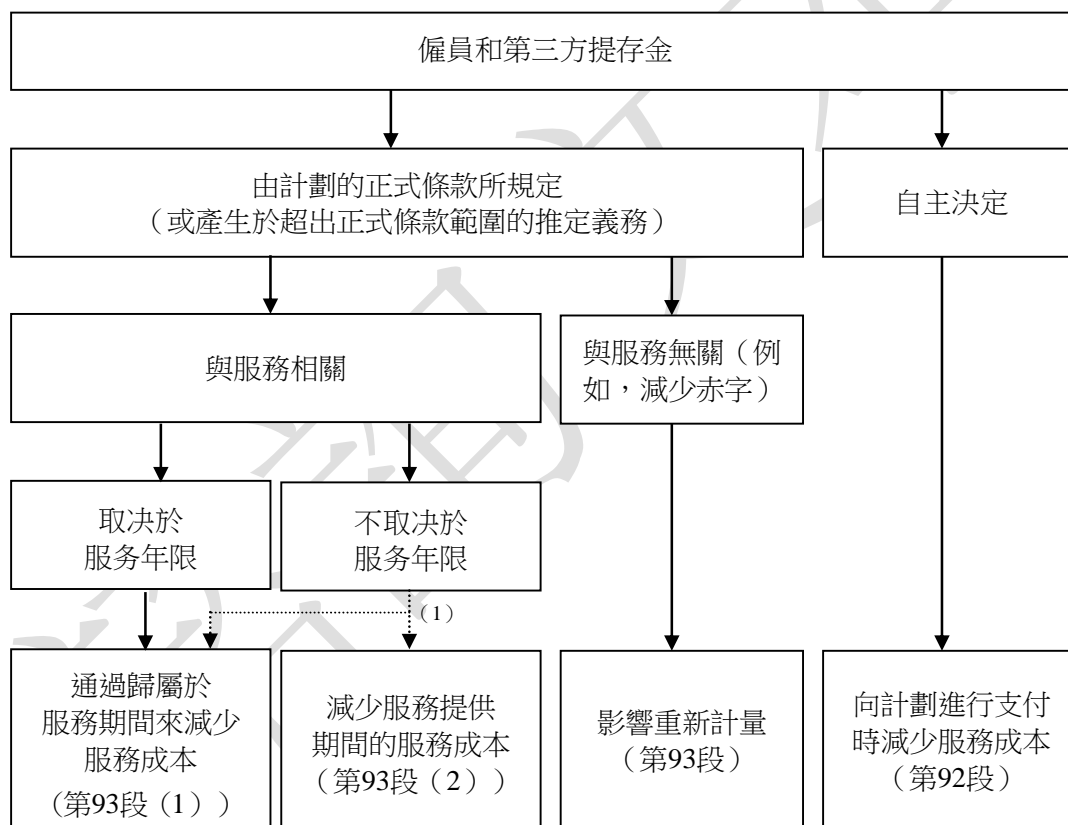 僱員和第三方提存金
由計劃的正式條款所規定
（或產生於超出正式條款範圍的推定義務）
自主決定
與服務相關
與服務無關（例
如，減少赤字）
取决於
服务年限
不取决於
服务年限
（1）
通過歸屬於
服務期間來減少
服務成本
（第93段（1））
減少服務提供
期間的服務成本
（第93段（2））
影響重新計量
（第93段）
向計劃進行支付
時減少服務成本
（第92段）